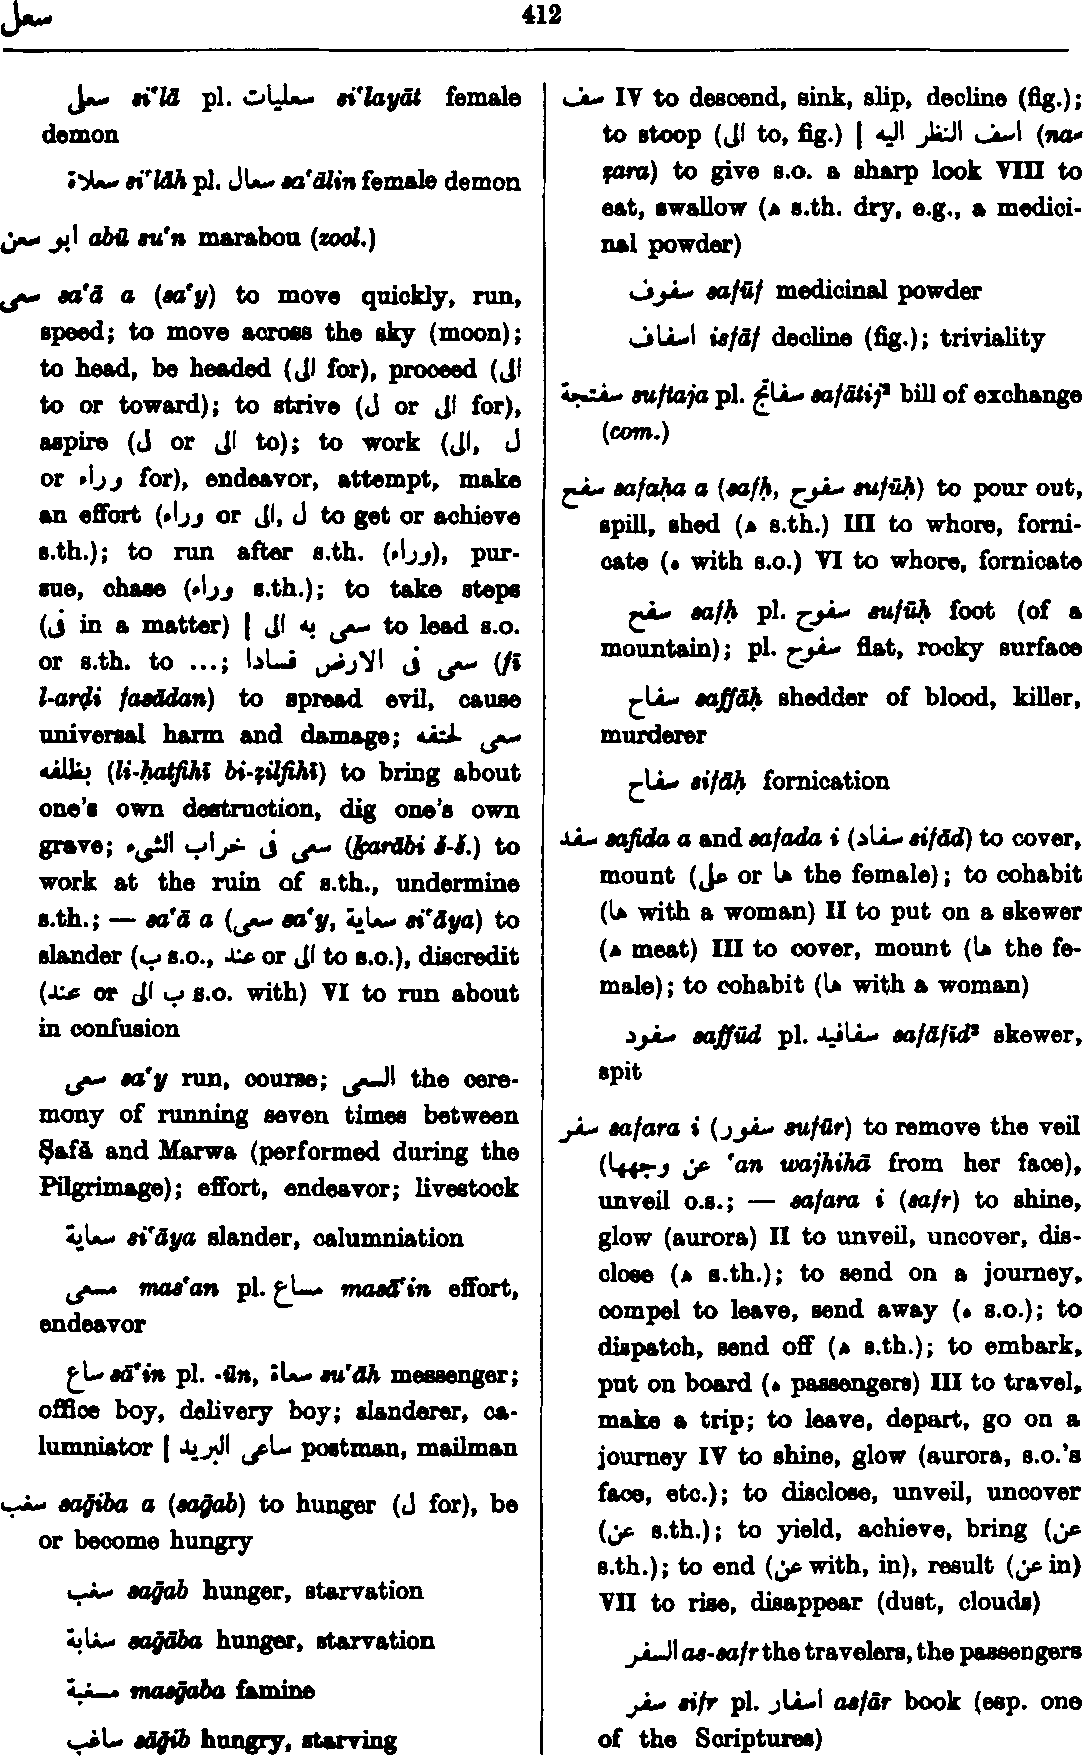 سعل
412
سعلى si‘lā pl. سعليات si‘layāt female
demon
سعلاة si‘lāh pl. سعال sa‘ālin female demon
ابو سعن abū su‘n marabou (zool.)
سعى sa‘ā a (sa‘y) to move quickly, run,
speed; to move across the sky (moon);
to head, be headed (الى for), proceed (الى
to or toward); to strive (ل or الى for),
aspire (ل or الى to); to work (الى, ل
or وراء for), endeavor, attempt, make
an effort (وراء or الى, ل to get or achieve
s.th.); to run after s.th. (وراء), pur-
sue, chase (وراء s.th.); to take steps
(فى in a matter) | سعى به الى to lead s.o.
or s.th. to ...; سعى فى الارض فسادا (fī
l-arḍi fasādan) to spread evil, cause
universal harm and damage; سعى لحتفه
بظلفه (li-ḥatfihī bi-ẓilfihī) to bring about
one's own destruction, dig one's own
grave; سعى فى خراب الشىء (ḵarābi š-š.) to
work at the ruin of s.th., undermine
s.th.; — sa‘ā a (سعى sa‘y, سعاية si‘āya) to
slander (ب s.o., عند or الى to s.o.), discredit
(عند or الى ب s.o. with) VI to run about
in confusion
سعى sa‘y run, course; السعى the cere-
mony of running seven times between
Ṣafā and Marwa (performed during the
Pilgrimage); effort, endeavor; livestock
سعاية si‘āya slander, calumniation
مسعى mas‘an pl. مساع masā‘in effort,
endeavor
ساع sā‘in pl. -ūn, سعاة su‘āh messenger;
office boy, delivery boy; slanderer, ca-
lumniator | ساعى البريد postman, mailman
سغب saḡiba a (saḡab) to hunger (ل for), be
or become hungry
سغب saḡab hunger, starvation
سغابة saḡāba hunger, starvation
مسغبة masḡaba famine
ساغب sāḡib hungry, starving
سف IV to descend, sink, slip, decline (fig.);
to stoop (الى to, fig.) | اسف النظر اليه (na-
ẓara) to give s.o. a sharp look VIII to
eat, swallow (ه s.th. dry, e.g., a medici-
nal powder)
سفوف safūf medicinal powder
اسفاف isfāf decline (fig.); triviality
سفتجة suftaja pl. سفاتج safātij² bill of exchange
(com.)
سفح safaḥa a (safḥ, سفوح sufūḥ) to pour out,
spill, shed (ه s.th.) III to whore, forni-
cate (ه with s.o.) VI to whore, fornicate
سفح safḥ pl. سفوح sufūḥ foot (of a
mountain); pl. سفوح flat, rocky surface
سفاح saffāḥ shedder of blood, killer,
murderer
سفاح sifāḥ fornication
سفد safida a and safada i (سفاد sifād) to cover,
mount (على or ها the female); to cohabit
(ها with a woman) II to put on a skewer
(ه meat) III to cover, mount (ها the fe-
male); to cohabit (ها with a woman)
سفود saffūd pl. سفافيد safāfīd² skewer,
spit
سفر safara i (سفور sufūr) to remove the veil
(عن وجهها ‘an wajhihā from her face),
unveil o.s.; — safara i (safr) to shine,
glow (aurora) II to unveil, uncover, dis-
close (ه s.th.); to send on a journey,
compel to leave, send away (ه s.o.); to
dispatch, send off (ه s.th.); to embark,
put on board (ه passengers) III to travel,
make a trip; to leave, depart, go on a
journey IV to shine, glow (aurora, s.o.'s
face, etc.); to disclose, unveil, uncover
(عن s.th.); to yield, achieve, bring (عن
s.th.); to end (عن with, in), result (عن in)
VII to rise, disappear (dust, clouds)
السفر as-safr the travelers, the passengers
سفر sifr pl. اسفار asfār book (esp. one
of the Scriptures)